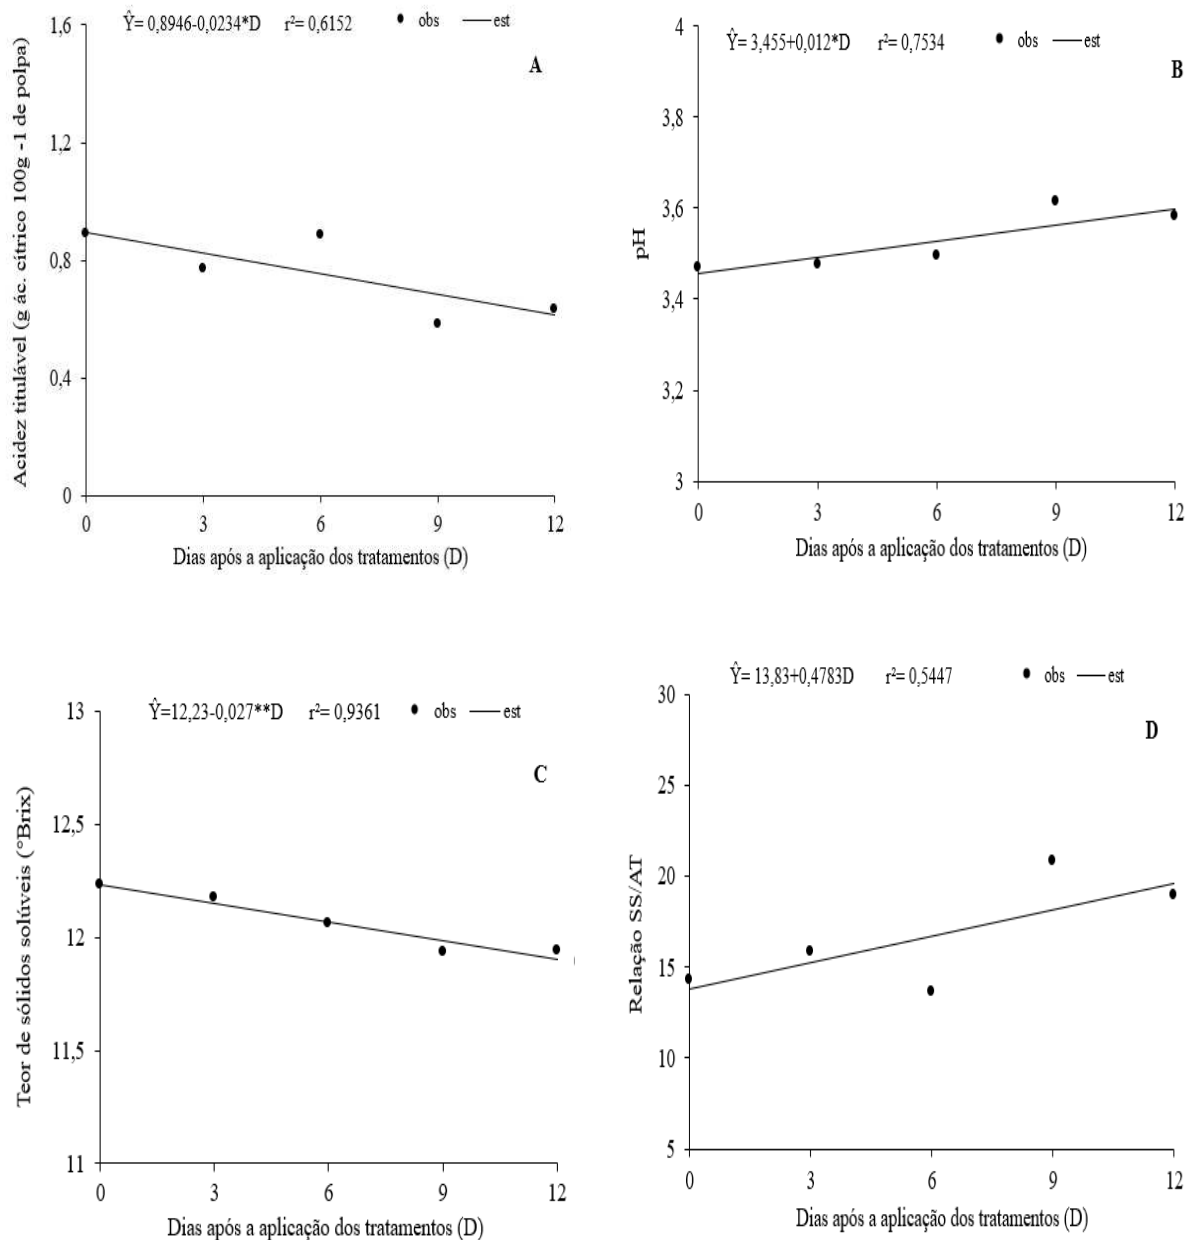 Ŷ= 0,8946-0,0234*D r²= 0,6152 obs est
A
Acidez titulável (g ác. cítrico 100g -1 de polpa)
1,6
1,2
0,8
0,4
0
0 3 6 9 12
Dias após a aplicação dos tratamentos (D)
Ŷ= 3,455+0,012*D r²= 0,7534 obs est
B
pH
4
3,8
3,6
3,4
3,2
3
0 3 6 9 12
Dias após a aplicação dos tratamentos (D)
Ŷ=12,23-0,027**D r²= 0,9361 obs est
C
Teor de sólidos solúveis (°Brix)
13
12,5
12
11,5
11
0 3 6 9 12
Dias após a aplicação dos tratamentos (D)
Ŷ= 13,83+0,4783D r²= 0,5447 obs est
D
Relação SS/AT
30
25
20
15
10
5
0 3 6 9 12
Dias após a aplicação dos tratamentos (D)